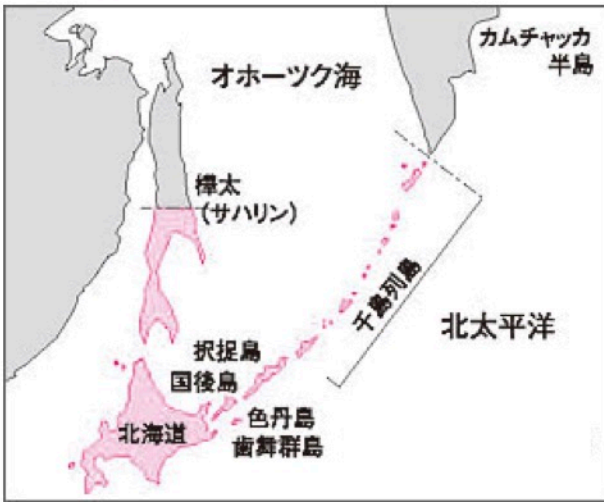 カムチャッカ
半島
オホーツク海
樺太
(サハリン)
千島列島
北太平洋
択捉島
国後島
色丹島
歯舞群島
北海道